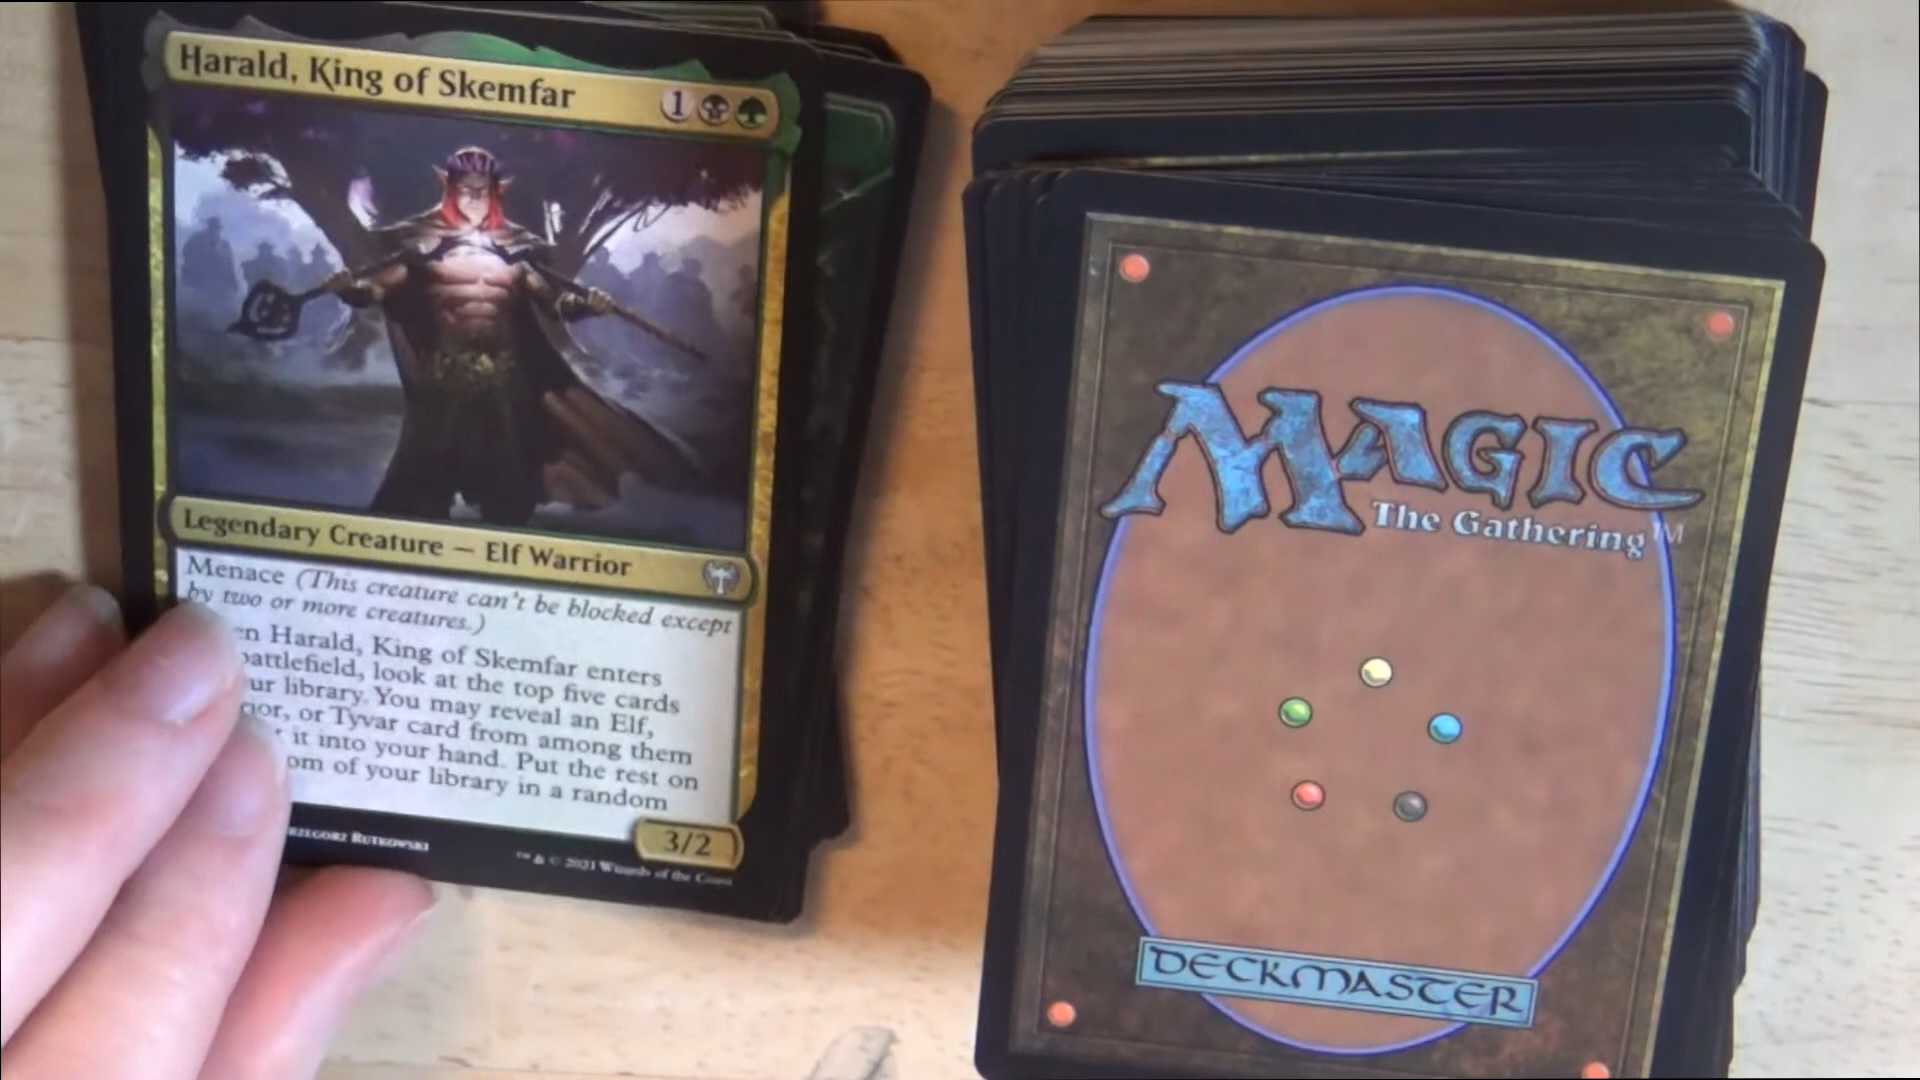 Harald, King of Skemfar
1
Legendary Creature — Elf Warrior
Menace (This creature can't be blocked except
by two or more creatures.)
Harald, King of Skemfar enters
battlefield, look at the top five cards
library. You may reveal an Elf,
or Tyvar card from among them
it into your hand. Put the rest on
of your library in a random
RUTKOWSKI
3/2
™ & © 2021 Wizards of the Coast
MAGIC
The Gathering™
DECKMASTER